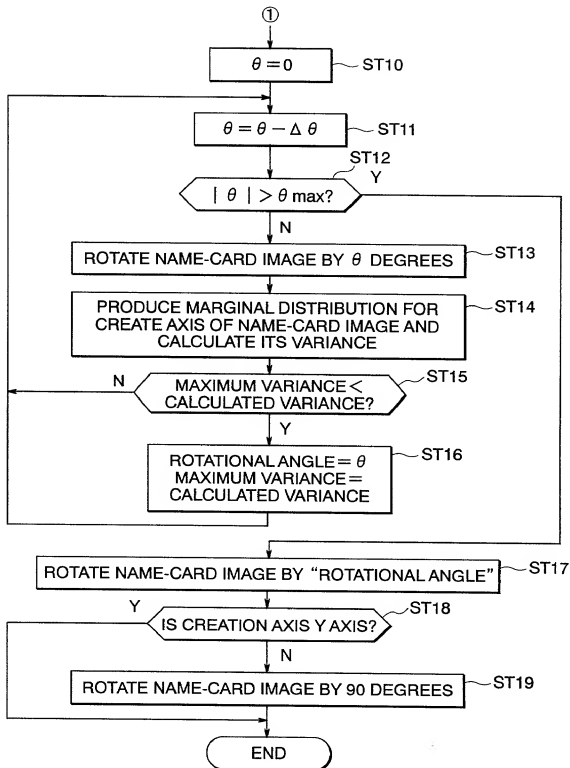 ①
θ = 0
ST10
θ = θ − Δ θ
ST11
ST12
| θ | > θ max?
Y
N
ROTATE NAME-CARD IMAGE BY θ DEGREES
ST13
PRODUCE MARGINAL DISTRIBUTION FOR
CREATE AXIS OF NAME-CARD IMAGE AND
CALCULATE ITS VARIANCE
ST14
N
MAXIMUM VARIANCE <
CALCULATED VARIANCE?
ST15
Y
ROTATIONAL ANGLE = θ
MAXIMUM VARIANCE =
CALCULATED VARIANCE
ST16
ROTATE NAME-CARD IMAGE BY “ROTATIONAL ANGLE”
ST17
Y
IS CREATION AXIS Y AXIS?
ST18
N
ROTATE NAME-CARD IMAGE BY 90 DEGREES
ST19
END